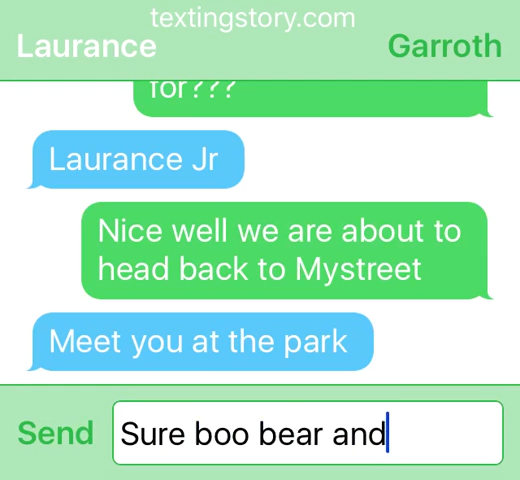 textingstory.com
Laurance
Garroth
for???
Laurance Jr
Nice well we are about to
head back to Mystreet
Meet you at the park
Send
Sure boo bear and